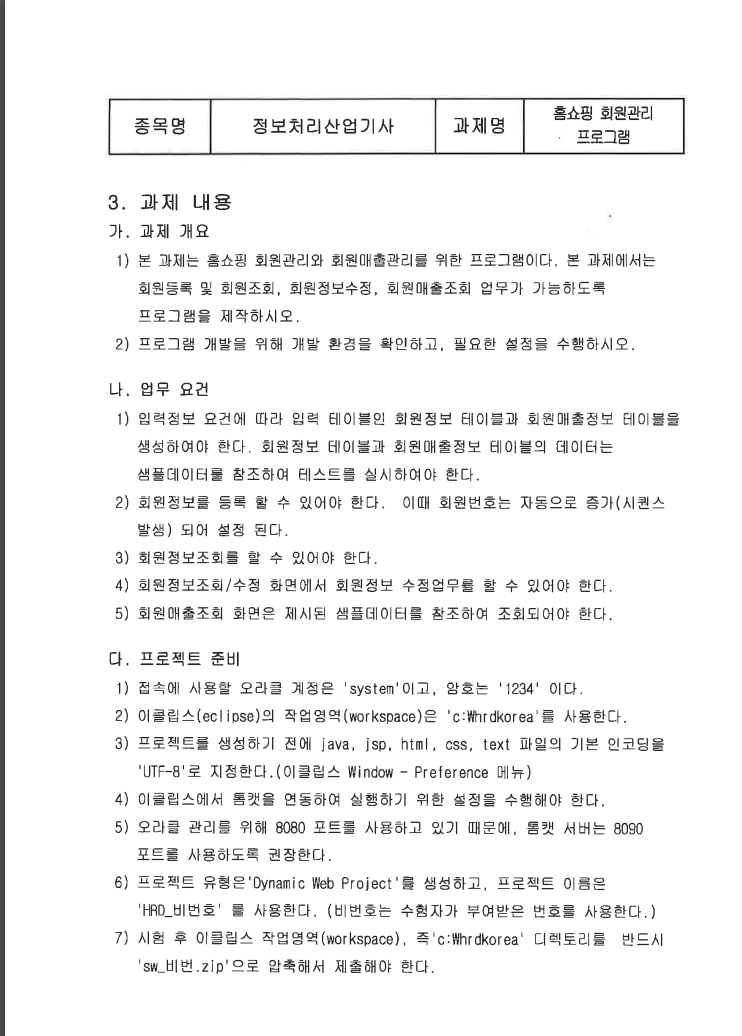 종목명 정보처리산업기사 과제명 홈쇼핑 회원관리
프로그램
3. 과제 내용
가. 과제 개요
1) 본 과제는 홈쇼핑 회원관리와 회원매출관리를 위한 프로그램이다. 본 과제에서는
회원등록 및 회원조회, 회원정보수정, 회원매출조회 업무가 가능하도록
프로그램을 제작하시오.
2) 프로그램 개발을 위해 개발 환경을 확인하고, 필요한 설정을 수행하시오.
나. 업무 요건
1) 입력정보 요건에 따라 입력 테이블인 회원정보 테이블과 회원매출정보 테이블을
생성하여야 한다. 회원정보 테이블과 회원매출정보 테이블의 데이터는
샘플데이터를 참조하여 테스트를 실시하여야 한다.
2) 회원정보를 등록 할 수 있어야 한다. 이때 회원번호는 자동으로 증가(시퀀스
발생) 되어 설정 된다.
3) 회원정보조회를 할 수 있어야 한다.
4) 회원정보조회/수정 화면에서 회원정보 수정업무를 할 수 있어야 한다.
5) 회원매출조회 화면은 제시된 샘플데이터를 참조하여 조회되어야 한다.
다. 프로젝트 준비
1) 접속에 사용할 오라클 계정은 'system'이고, 암호는 '1234' 이다.
2) 이클립스(eclipse)의 작업영역(workspace)은 'c:₩hrdkorea'를 사용한다.
3) 프로젝트를 생성하기 전에 java, jsp, html, css, text 파일의 기본 인코딩을
'UTF-8'로 지정한다.(이클립스 Window - Preference 메뉴)
4) 이클립스에서 톰캣을 연동하여 실행하기 위한 설정을 수행해야 한다.
5) 오라클 관리를 위해 8080 포트를 사용하고 있기 때문에, 톰캣 서버는 8090
포트를 사용하도록 권장한다.
6) 프로젝트 유형은'Dynamic Web Project'를 생성하고, 프로젝트 이름은
'HRD_비번호' 를 사용한다. (비번호는 수험자가 부여받은 번호를 사용한다.)
7) 시험 후 이클립스 작업영역(workspace), 즉'c:₩hrdkorea' 디렉토리를 반드시
'sw_비번.zip'으로 압축해서 제출해야 한다.